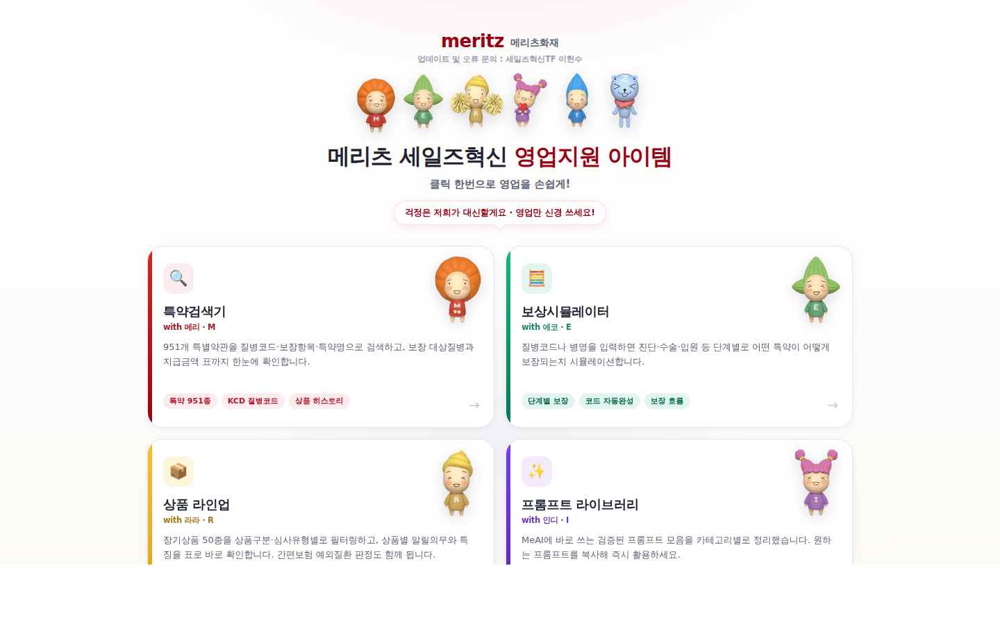 meritz 메리츠화재
업데이트 및 오류 문의 : 세일즈혁신TF 이헌수
M E A T Z
메리츠 세일즈혁신 영업지원 아이템
클릭 한번으로 영업을 손쉽게!
걱정은 저희가 대신할게요 · 영업만 신경 쓰세요!
M
특약검색기
with 메리 · M
951개 특별약관을 질병코드·보장항목·특약명으로 검색하고, 보장 대상질병과
지급금액 표까지 한눈에 확인합니다.
특약 951종 KCD 질병코드 상품 히스토리 →
E
보상시뮬레이터
with 에코 · E
질병코드나 병명을 입력하면 진단·수술·입원 등 단계별로 어떤 특약이 어떻게
보장되는지 시뮬레이션합니다.
단계별 보장 코드 자동완성 보장 흐름 →
R
상품 라인업
with 라라 · R
장기상품 50종을 상품구분·심사유형별로 필터링하고, 상품별 알릴의무와 특
징을 표로 바로 확인합니다. 간편보험 예외질환 판정도 함께 됩니다.
I
프롬프트 라이브러리
with 인디 · I
MeAI에 바로 쓰는 검증된 프롬프트 모음을 카테고리별로 정리했습니다. 원하
는 프롬프트를 복사해 즉시 활용하세요.